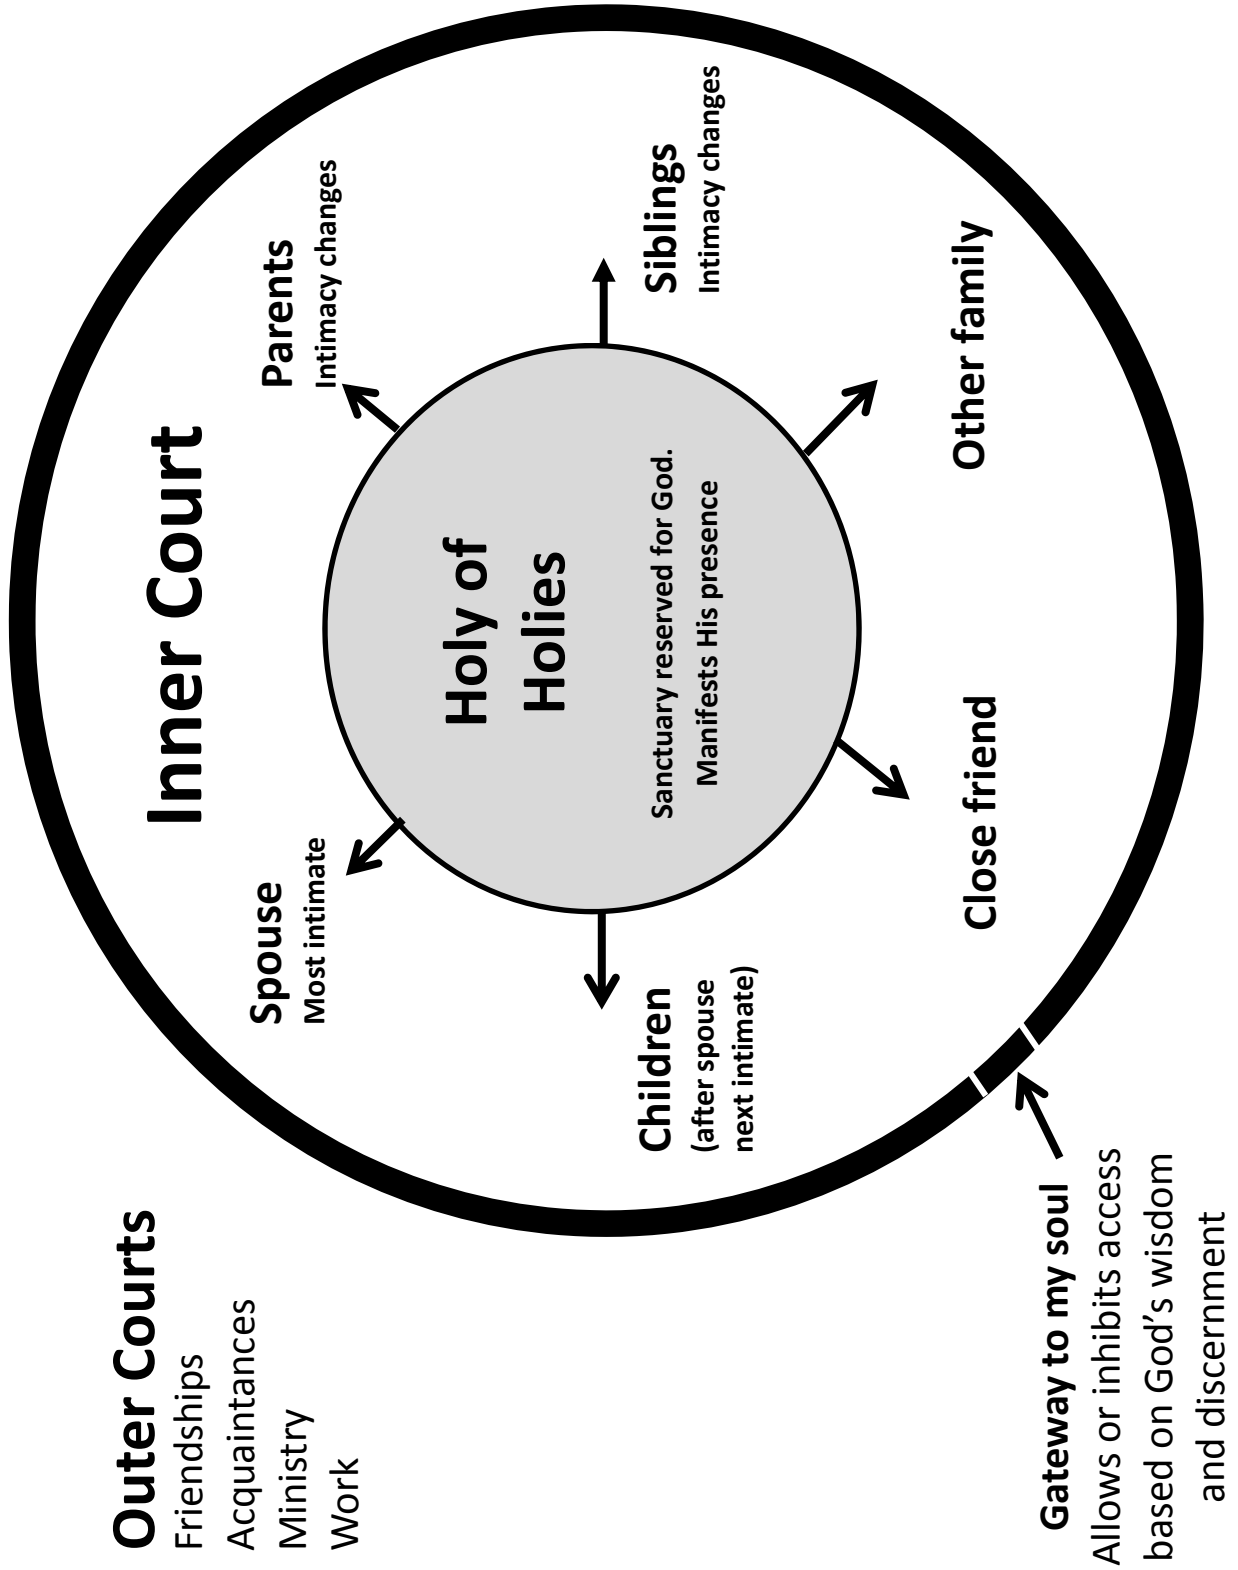 Outer Courts
Friendships
Acquaintances
Ministry
Work
Inner Court
Spouse
Most intimate
Parents
Intimacy changes
Holy of
Holies
Sanctuary reserved for God.
Manifests His presence
Children
(after spouse
next intimate)
Siblings
Intimacy changes
Close friend
Other family
Gateway to my soul
Allows or inhibits access
based on God’s wisdom
and discernment